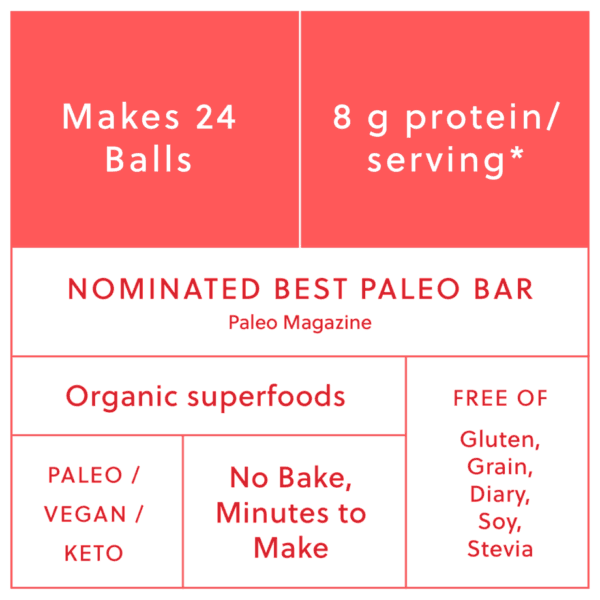 Makes 24
Balls
8 g protein/
serving*
NOMINATED BEST PALEO BAR
Paleo Magazine
Organic superfoods
PALEO /
VEGAN /
KETO
No Bake,
Minutes to
Make
FREE OF
Gluten,
Grain,
Diary,
Soy,
Stevia